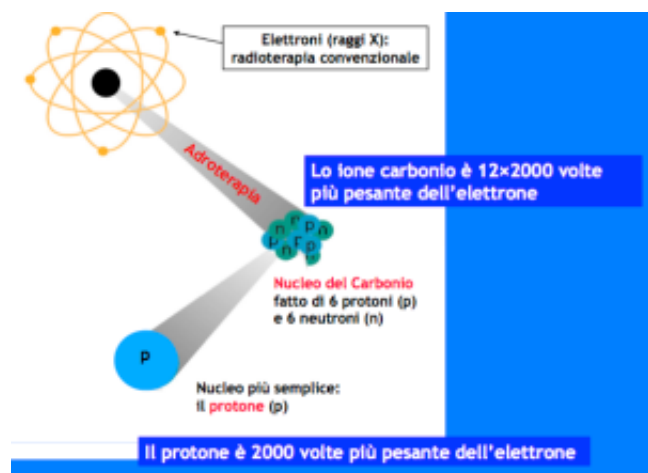 Elettroni (raggi X):
radioterapia convenzionale
Adroterapia
Lo ione carbonio è 12×2000 volte
più pesante dell'elettrone
n
n
P
n
P
P
n
P
n
Nucleo del Carbonio
fatto di 6 protoni (p)
e 6 neutroni (n)
P
Nucleo più semplice:
il protone (p)
Il protone è 2000 volte più pesante dell'elettrone